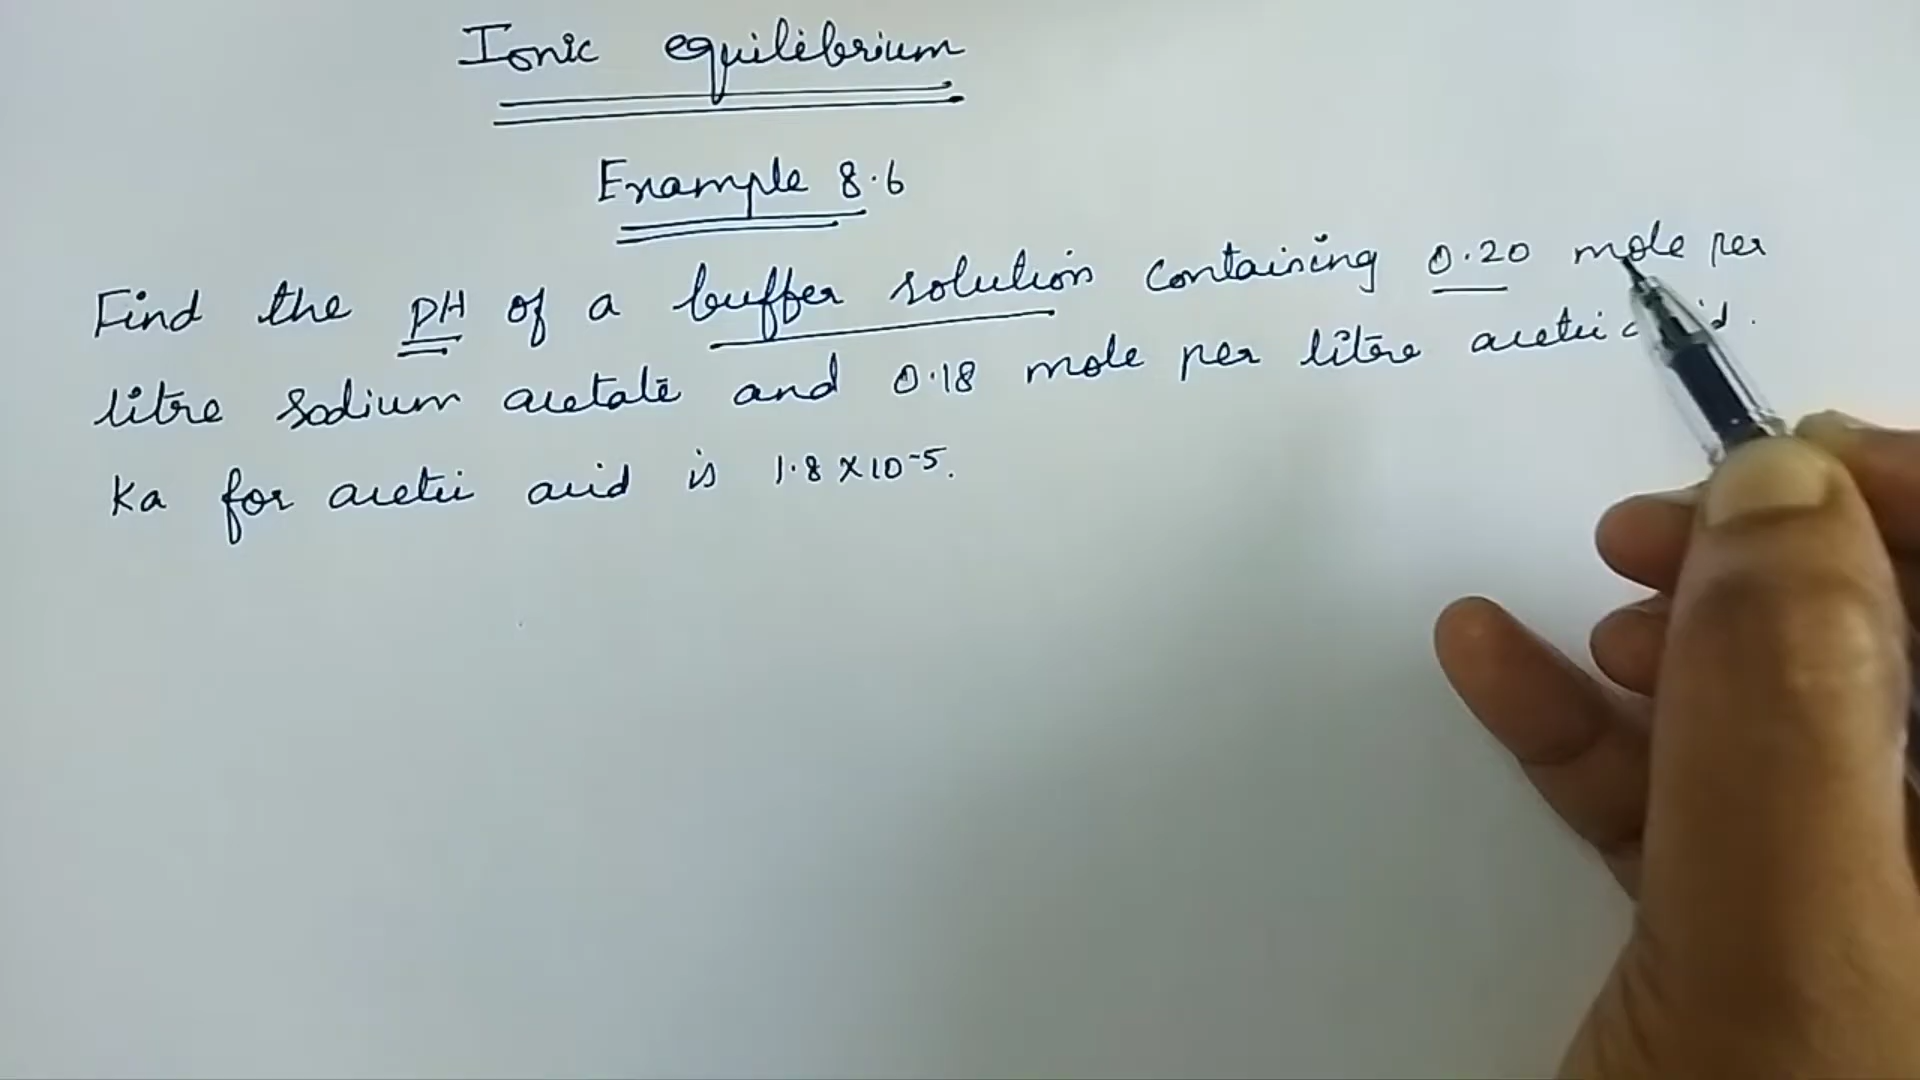 Ionic equilibrium
Example 8.6
Find the pH of a buffer solution containing 0.20 mole per
litre sodium acetate and 0.18 mole per litre acetic
Ka for acetic acid is 1.8 × 10⁻⁵.